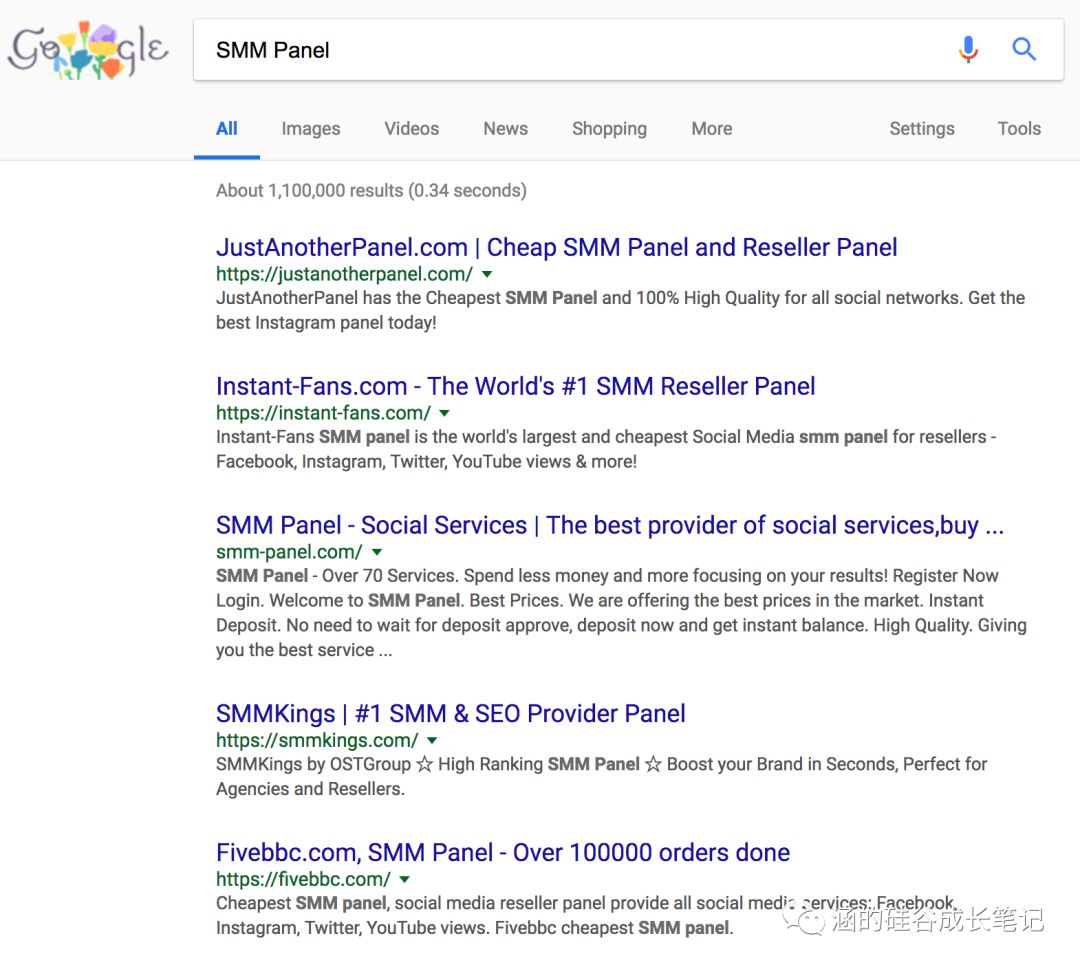 Google
SMM Panel
All Images Videos News Shopping More Settings Tools
About 1,100,000 results (0.34 seconds)
JustAnotherPanel.com | Cheap SMM Panel and Reseller Panel
https://justanotherpanel.com/
JustAnotherPanel has the Cheapest SMM Panel and 100% High Quality for all social networks. Get the
best Instagram panel today!
Instant-Fans.com - The World's #1 SMM Reseller Panel
https://instant-fans.com/
Instant-Fans SMM panel is the world's largest and cheapest Social Media smm panel for resellers -
Facebook, Instagram, Twitter, YouTube views & more!
SMM Panel - Social Services | The best provider of social services,buy ...
smm-panel.com/
SMM Panel - Over 70 Services. Spend less money and more focusing on your results! Register Now
Login. Welcome to SMM Panel. Best Prices. We are offering the best prices in the market. Instant
Deposit. No need to wait for deposit approve, deposit now and get instant balance. High Quality. Giving
you the best service ...
SMMKings | #1 SMM & SEO Provider Panel
https://smmkings.com/
SMMKings by OSTGroup ☆ High Ranking SMM Panel ☆ Boost your Brand in Seconds, Perfect for
Agencies and Resellers.
Fivebbc.com, SMM Panel - Over 100000 orders done
https://fivebbc.com/
Cheapest SMM panel, social media reseller panel provide all social media services: Facebook,
Instagram, Twitter, YouTube views. Fivebbc cheapest SMM panel.
涵的硅谷成长笔记